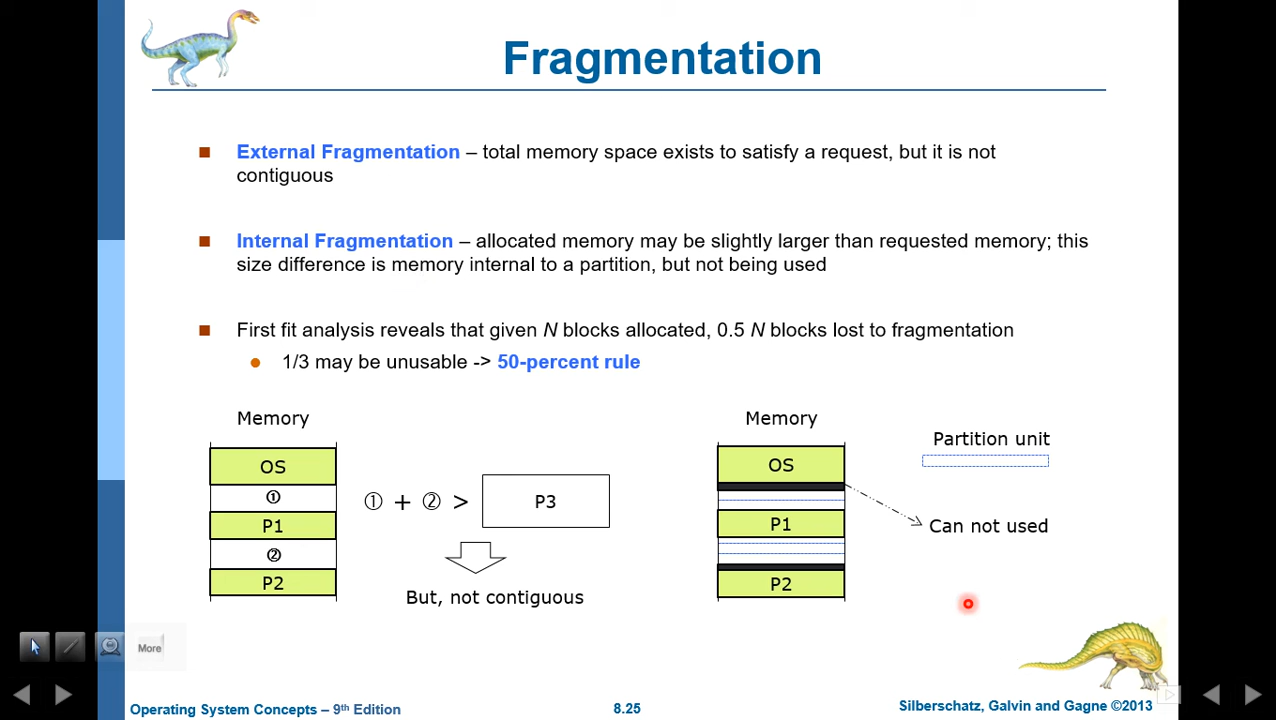 Fragmentation
External Fragmentation – total memory space exists to satisfy a request, but it is not
contiguous
Internal Fragmentation – allocated memory may be slightly larger than requested memory; this
size difference is memory internal to a partition, but not being used
First fit analysis reveals that given N blocks allocated, 0.5 N blocks lost to fragmentation
1/3 may be unusable -> 50-percent rule
Memory
OS
①
P1
②
P2
① + ② >
P3
But, not contiguous
Memory
OS
P1
P2
Partition unit
Can not used
More
Operating System Concepts – 9th Edition
8.25
Silberschatz, Galvin and Gagne ©2013